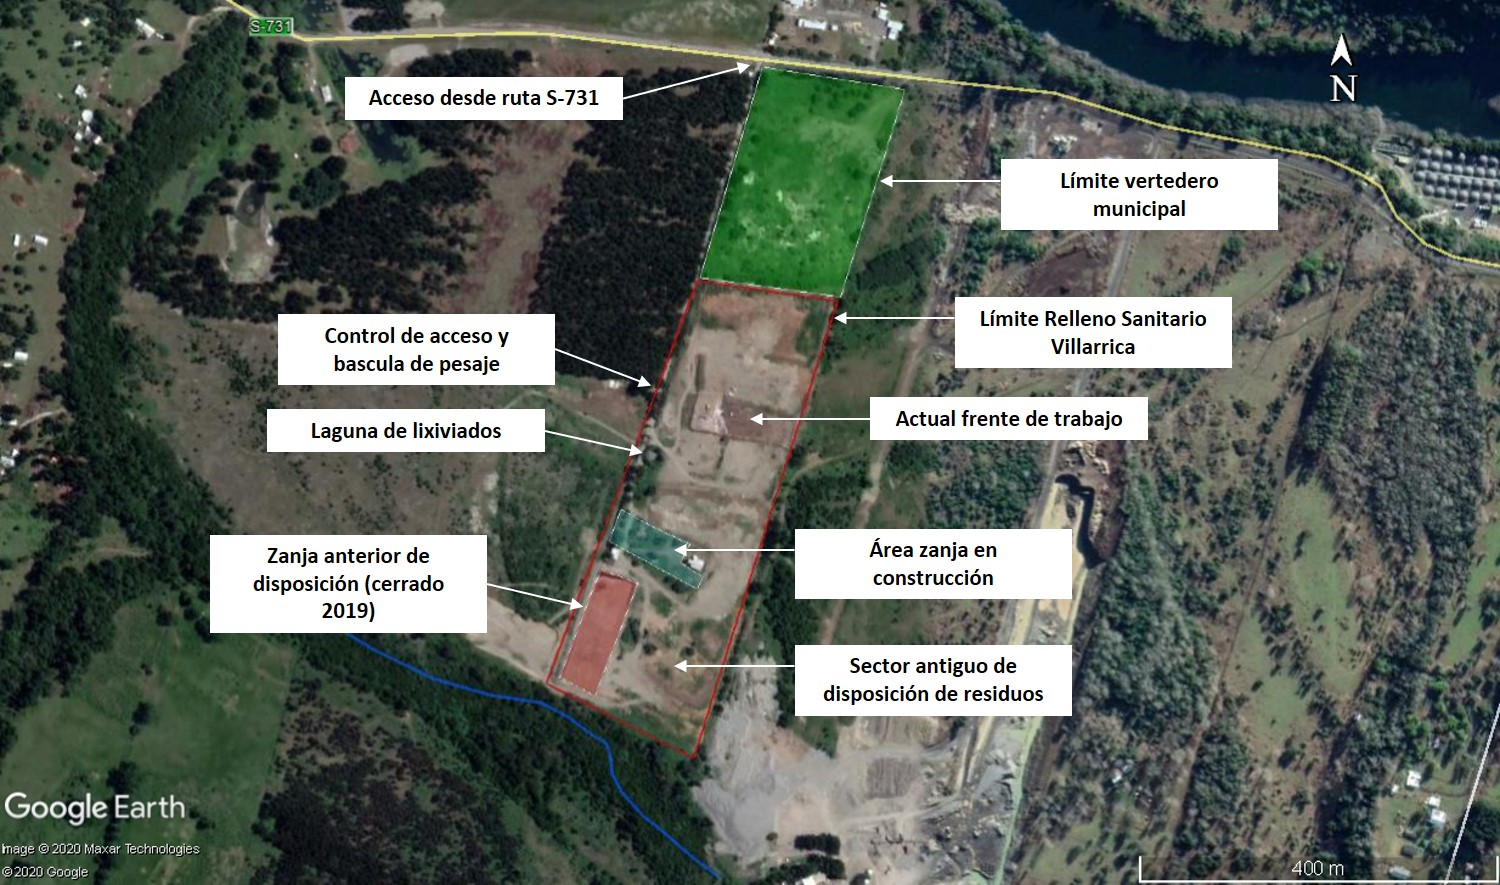 S-731
Acceso desde ruta S-731
N
Límite vertedero
municipal
Control de acceso y
bascula de pesaje
Límite Relleno Sanitario
Villarrica
Laguna de lixiviados
Actual frente de trabajo
Zanja anterior de
disposición (cerrado
2019)
Área zanja en
construcción
Sector antiguo de
disposición de residuos
Google Earth
Image © 2020 Maxar Technologies
©2020 Google
400 m